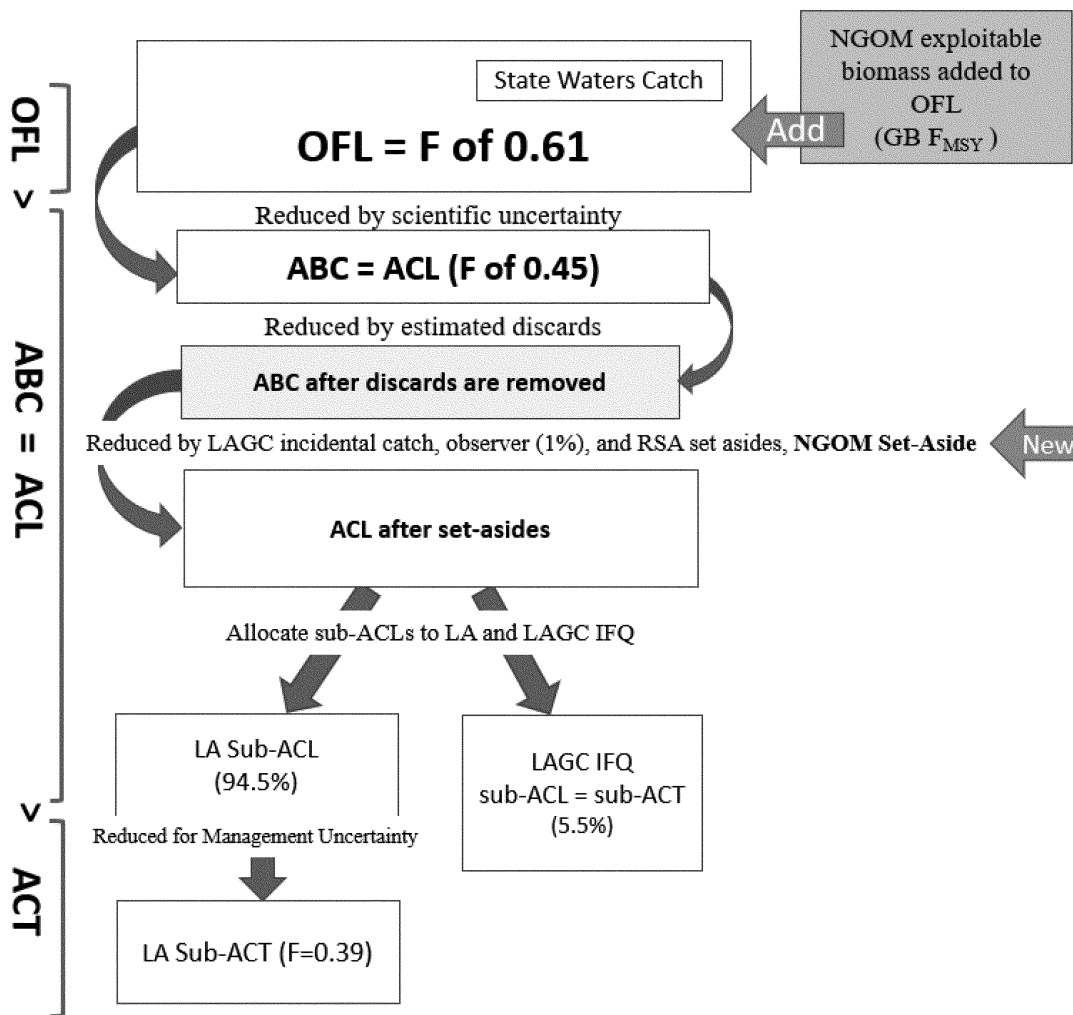 NGOM exploitable
biomass added to
OFL
(GB FMSY )
Add
State Waters Catch
OFL = F of 0.61
OFL
>
Reduced by scientific uncertainty
ABC = ACL (F of 0.45)
Reduced by estimated discards
ABC after discards are removed
Reduced by LAGC incidental catch, observer (1%), and RSA set asides, NGOM Set-Aside
New
ABC = ACL
ACL after set-asides
Allocate sub-ACLs to LA and LAGC IFQ
LA Sub-ACL
(94.5%)
LAGC IFQ
sub-ACL = sub-ACT
(5.5%)
>
Reduced for Management Uncertainty
ACT
LA Sub-ACT (F=0.39)